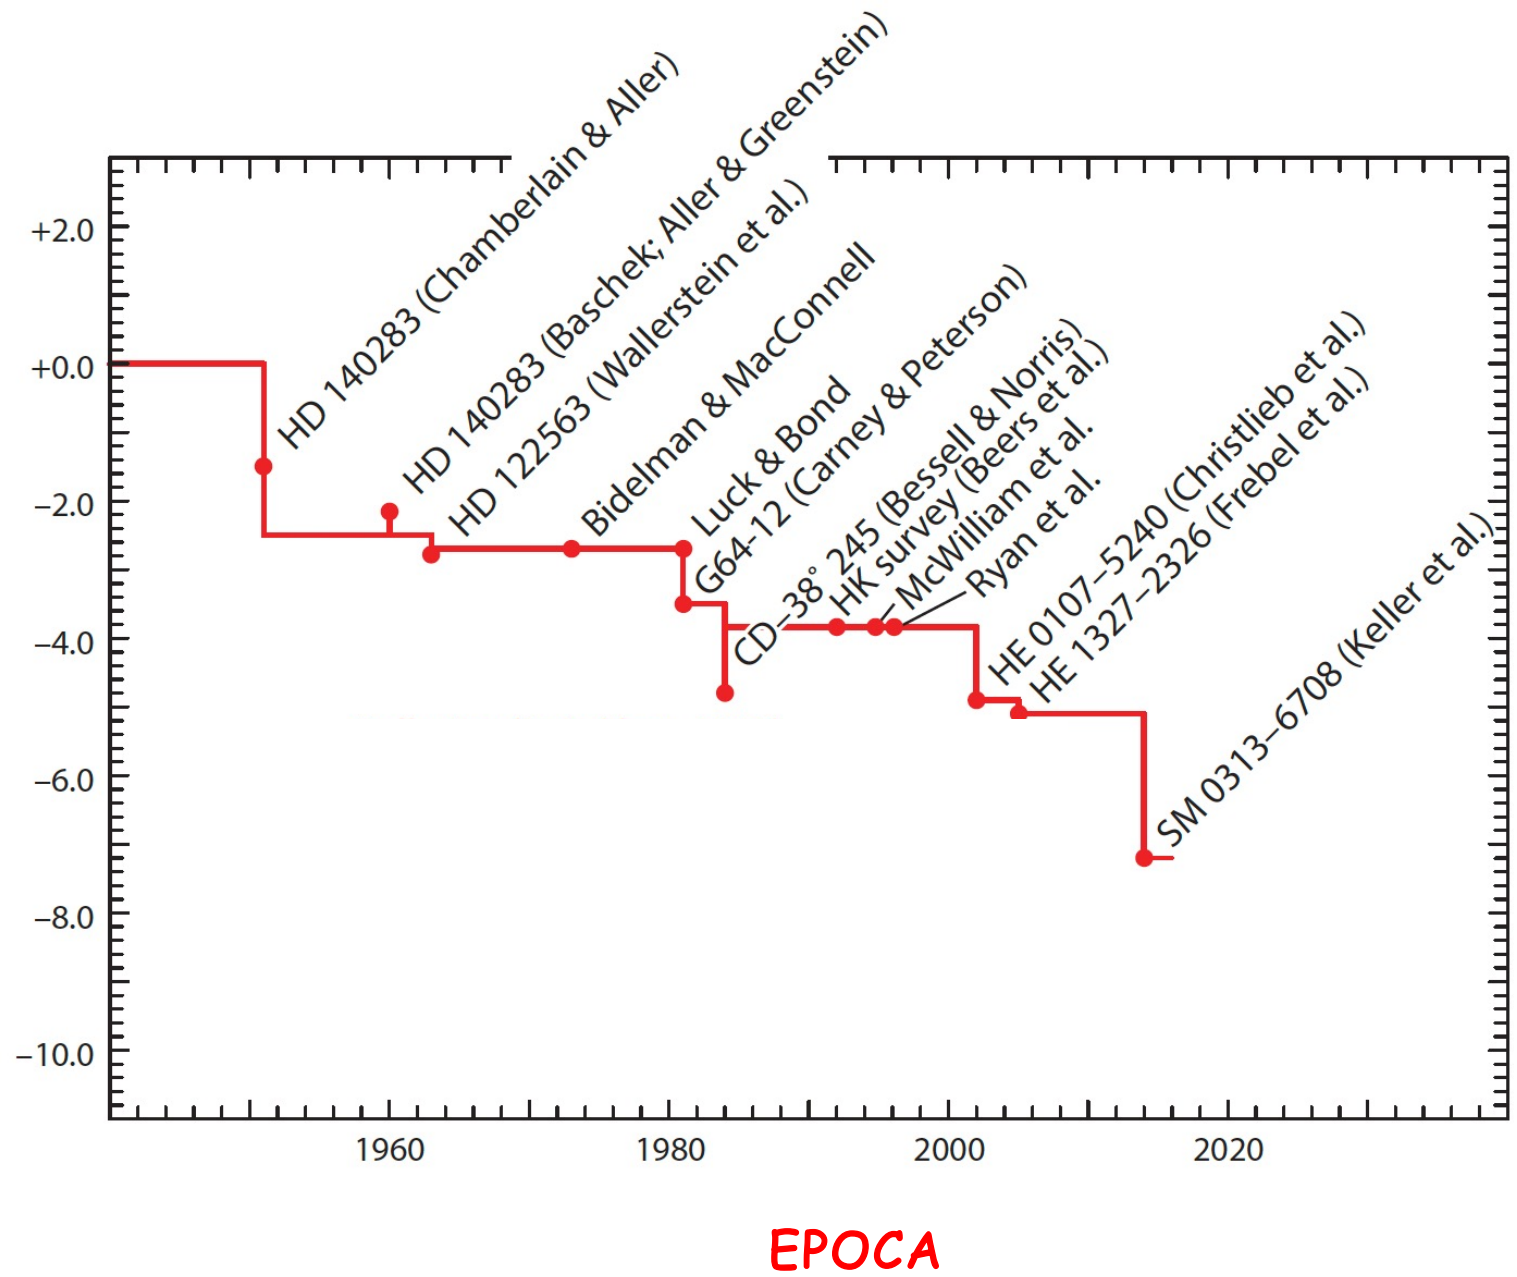 HD 140283 (Chamberlain & Aller)
HD 140283 (Baschek; Aller & Greenstein)
HD 122563 (Wallerstein et al.)
Bidelman & MacConnell
Luck & Bond
G64–12 (Carney & Peterson)
CD–38° 245 (Bessell & Norris)
HK survey (Beers et al.)
McWilliam et al.
Ryan et al.
HE 0107–5240 (Christlieb et al.)
HE 1327–2326 (Frebel et al.)
SM 0313–6708 (Keller et al.)
+2.0
+0.0
–2.0
–4.0
–6.0
–8.0
–10.0
1960
1980
2000
2020
EPOCA